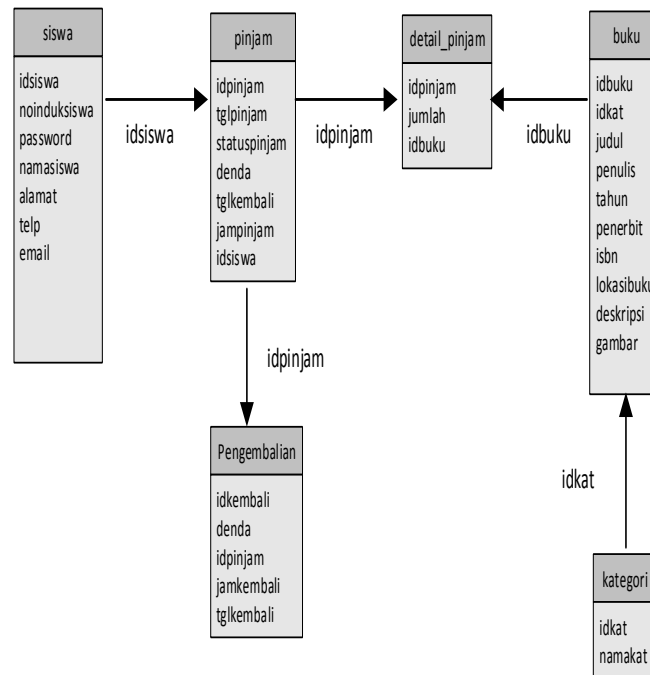 siswa
idsiswa
noinduksiswa
password
namasiswa
alamat
telp
email
idsiswa
pinjam
idpinjam
tglpinjam
statuspinjam
denda
tglkembali
jampinjam
idsiswa
idpinjam
detail_pinjam
idpinjam
jumlah
idbuku
idbuku
buku
idbuku
idkat
judul
penulis
tahun
penerbit
isbn
lokasibuku
deskripsi
gambar
idpinjam
Pengembalian
idkembali
denda
idpinjam
jamkembali
tglkembali
idkat
kategori
idkat
namakat